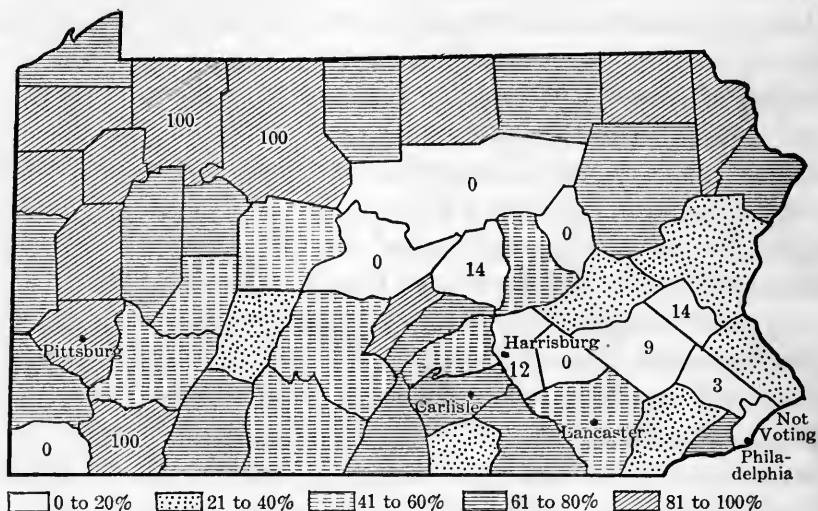 100
100
0
0
0
14
14
Pittsburg
Harrisburg
12
0
9
3
Carlisle
Lancaster
0
100
Not
Voting
Phila-
delphia
0 to 20% 21 to 40% 41 to 60% 61 to 80% 81 to 100%